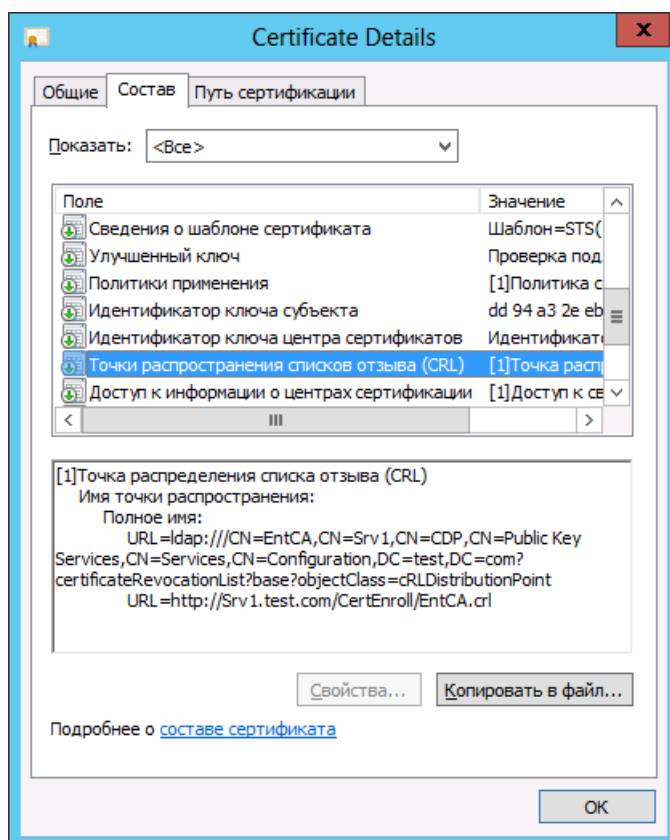 Certificate Details
x
Общие
Состав
Путь сертификации
Показать:
<Все>
Поле Значение
Сведения о шаблоне сертификата Шаблон=STS(
Улучшенный ключ Проверка под
Политики применения [1]Политика с
Идентификатор ключа субъекта dd 94 a3 2e eb
Идентификатор ключа центра сертификатов Идентификат
Точки распространения списков отзыва (CRL) [1]Точка расп
Доступ к информации о центрах сертификации [1]Доступ к св
[1]Точка распределения списка отзыва (CRL)
Имя точки распространения:
Полное имя:
URL=ldap:///CN=EntCA,CN=Srv1,CN=CDP,CN=Public Key
Services,CN=Services,CN=Configuration,DC=test,DC=com?
certificateRevocationList?base?objectClass=cRLDistributionPoint
URL=http://Srv1.test.com/CertEnroll/EntCA.crl
Свойства...
Копировать в файл...
Подробнее о составе сертификата
ОК